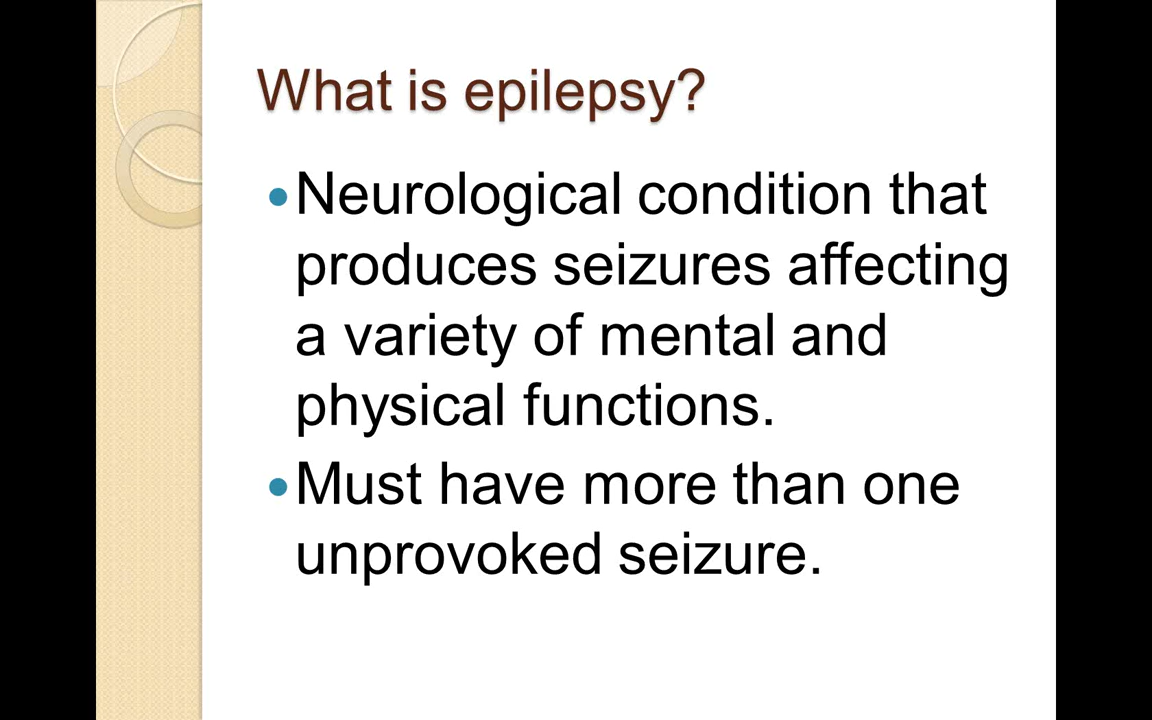 What is epilepsy?
•Neurological condition that
produces seizures affecting
a variety of mental and
physical functions.
•Must have more than one
unprovoked seizure.